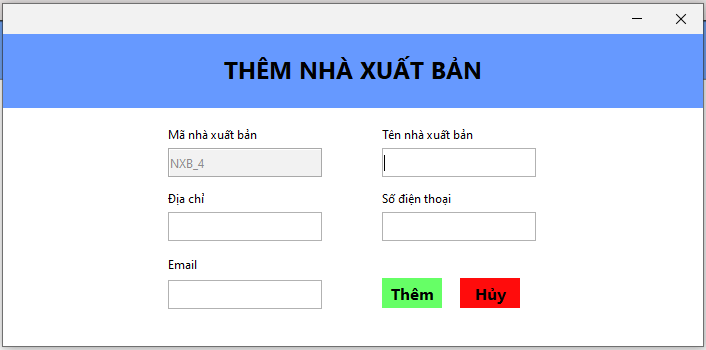 THÊM NHÀ XUẤT BẢN
Mã nhà xuất bản
Tên nhà xuất bản
NXB_4
Địa chỉ
Số điện thoại
Email
Thêm
Hủy